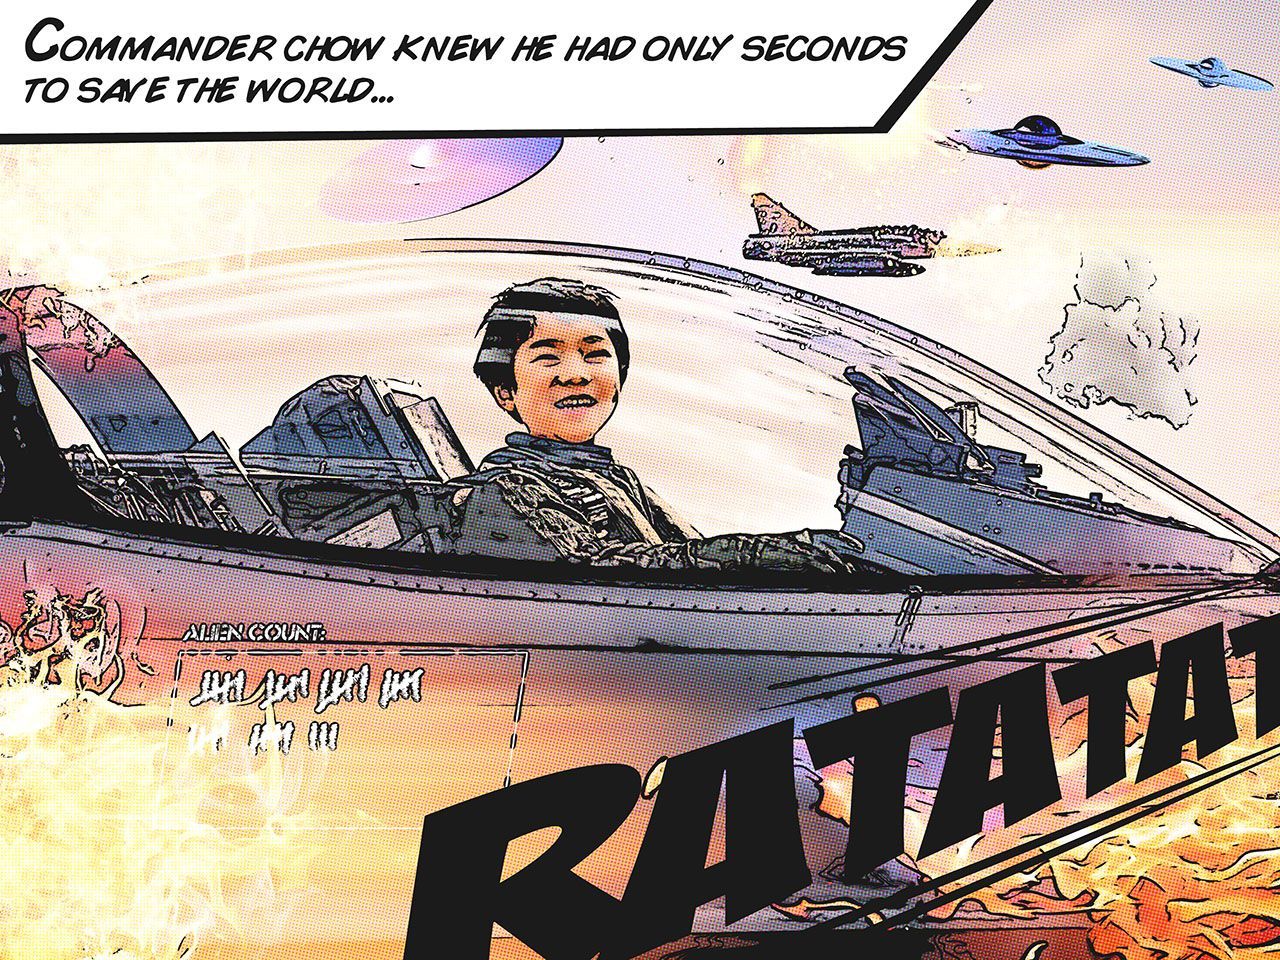 COMMANDER CHOW KNEW HE HAD ONLY SECONDS
TO SAVE THE WORLD...
ALIEN COUNT:
RATATAT